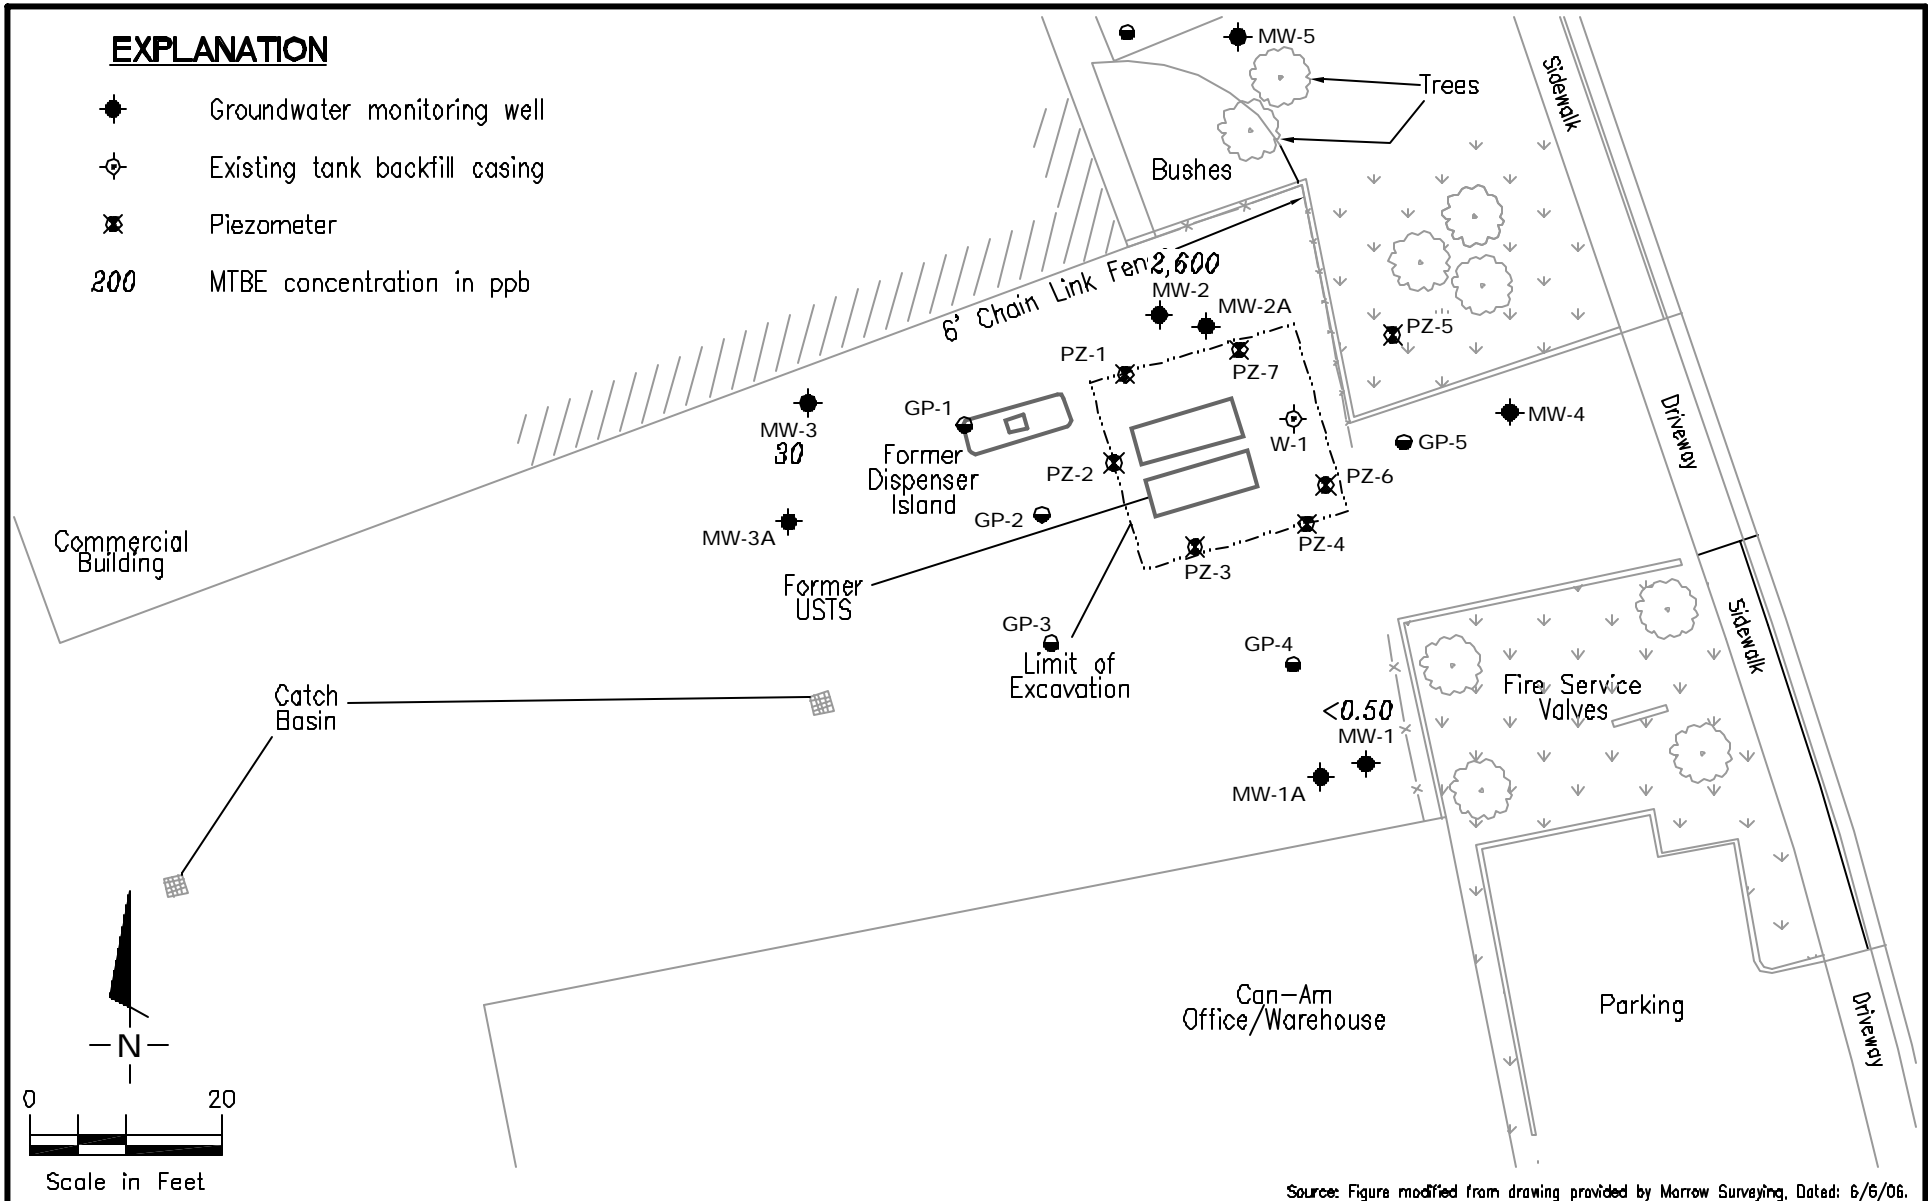 EXPLANATION
Groundwater monitoring well
Existing tank backfill casing
Piezometer
200 MTBE concentration in ppb
MW-5
Trees
Sidewalk
Bushes
6' Chain Link Fen
2,600
MW-2
MW-2A
PZ-1
PZ-7
PZ-5
GP-1
MW-3
30
W-1
GP-5
MW-4
Driveway
Former
Dispenser
Island
PZ-2
PZ-6
GP-2
MW-3A
PZ-4
PZ-3
Commercial
Building
Former
USTS
GP-3
Limit of
Excavation
GP-4
Sidewalk
Fire Service
Valves
<0.50
MW-1
MW-1A
Catch
Basin
N
0 20
Scale in Feet
Can-Am
Office/Warehouse
Parking
Driveway
Source: Figure modified from drawing provided by Morrow Surveying, Dated: 6/6/06.